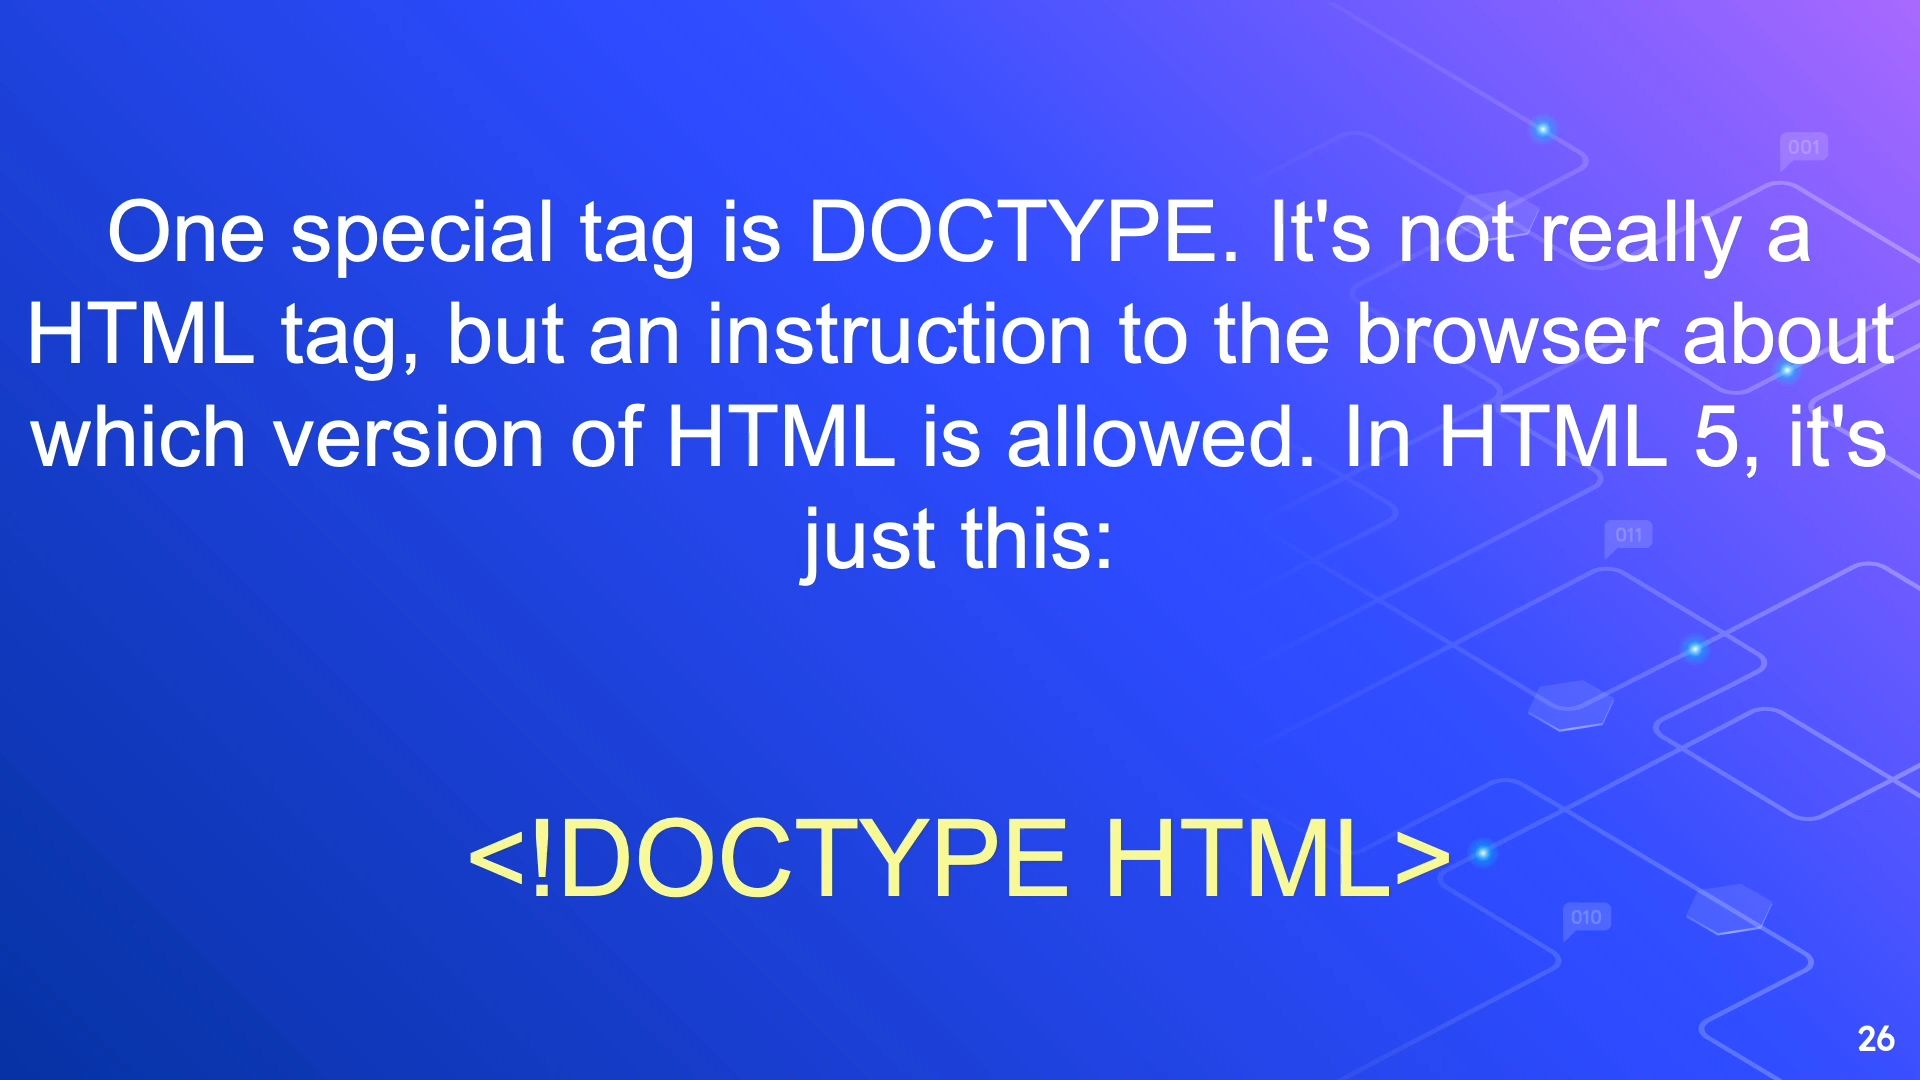 001
One special tag is DOCTYPE. It's not really a
HTML tag, but an instruction to the browser about
which version of HTML is allowed. In HTML 5, it's
just this:
011
<!DOCTYPE HTML>
010
26